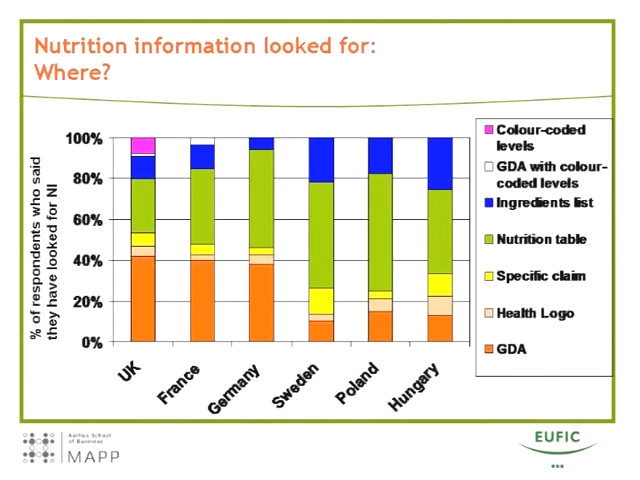 Nutrition information looked for:
Where?
% of respondents who said
they have looked for NI
100%
80%
60%
40%
20%
0%
UK
France
Germany
Sweden
Poland
Hungary
Colour-coded
levels
GDA with colour-
coded levels
Ingredients list
Nutrition table
Specific claim
Health Logo
GDA
Aarhus School
of Business
MAPP
EUFIC